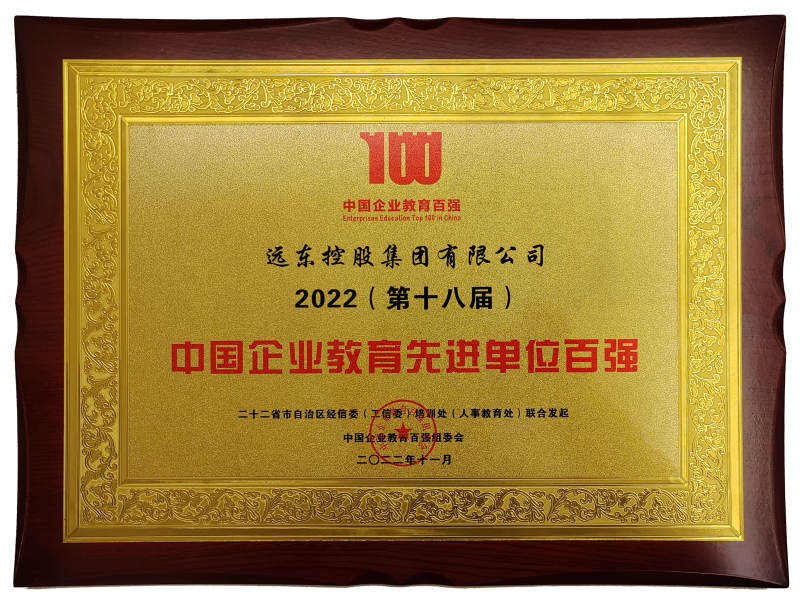 100
中国企业教育百强
Enterprises Education Top 100 in China
远东控股集团有限公司
2022（第十八届）
中国企业教育先进单位百强
二十二省市自治区经信委（工信委）培训处（人事教育处）联合发起
中国企业教育百强组委会
二〇二二年十一月